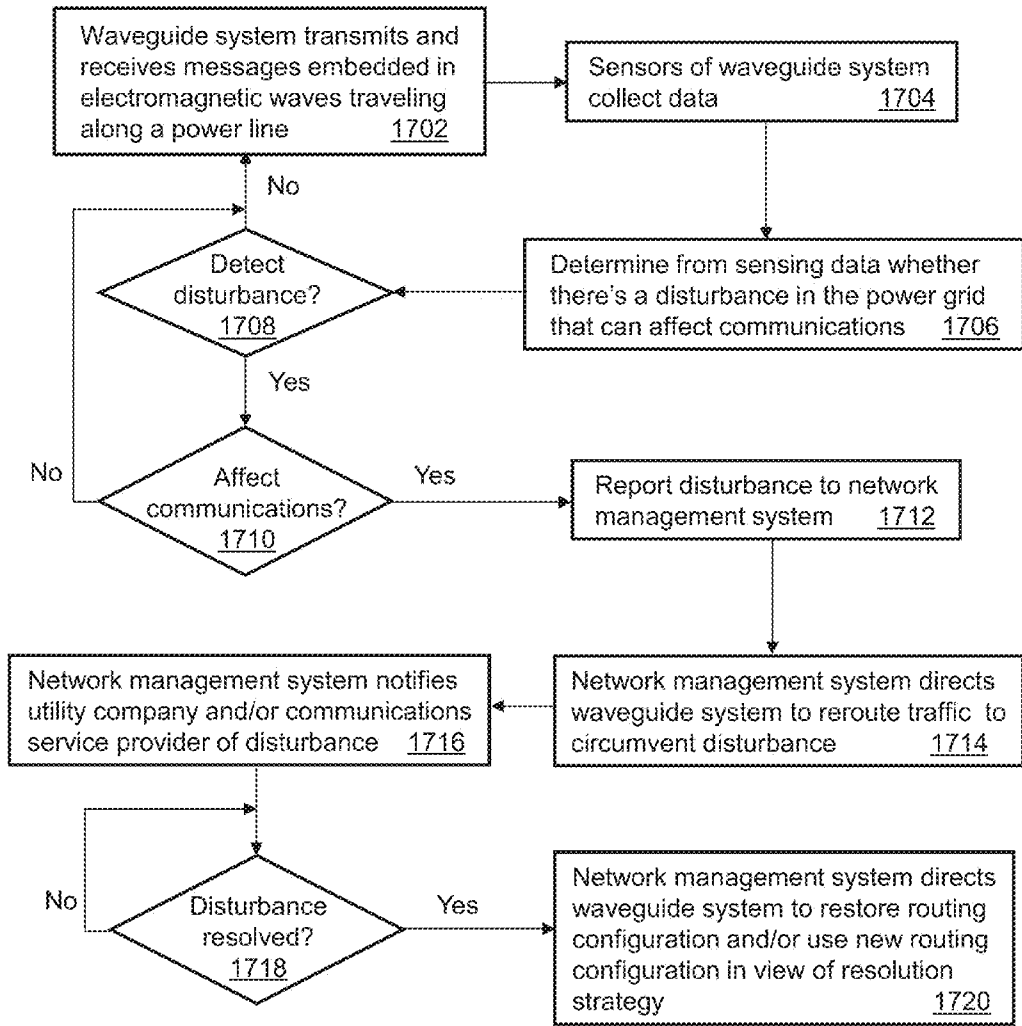 Waveguide system transmits and
receives messages embedded in
electromagnetic waves traveling
along a power line 1702
Sensors of waveguide system
collect data 1704
No
Detect
disturbance?
1708
Determine from sensing data whether
there's a disturbance in the power grid
that can affect communications 1706
Yes
No
Affect
communications?
1710
Yes
Report disturbance to network
management system 1712
Network management system notifies
utility company and/or communications
service provider of disturbance 1716
Network management system directs
waveguide system to reroute traffic to
circumvent disturbance 1714
No
Disturbance
resolved?
1718
Yes
Network management system directs
waveguide system to restore routing
configuration and/or use new routing
configuration in view of resolution
strategy 1720